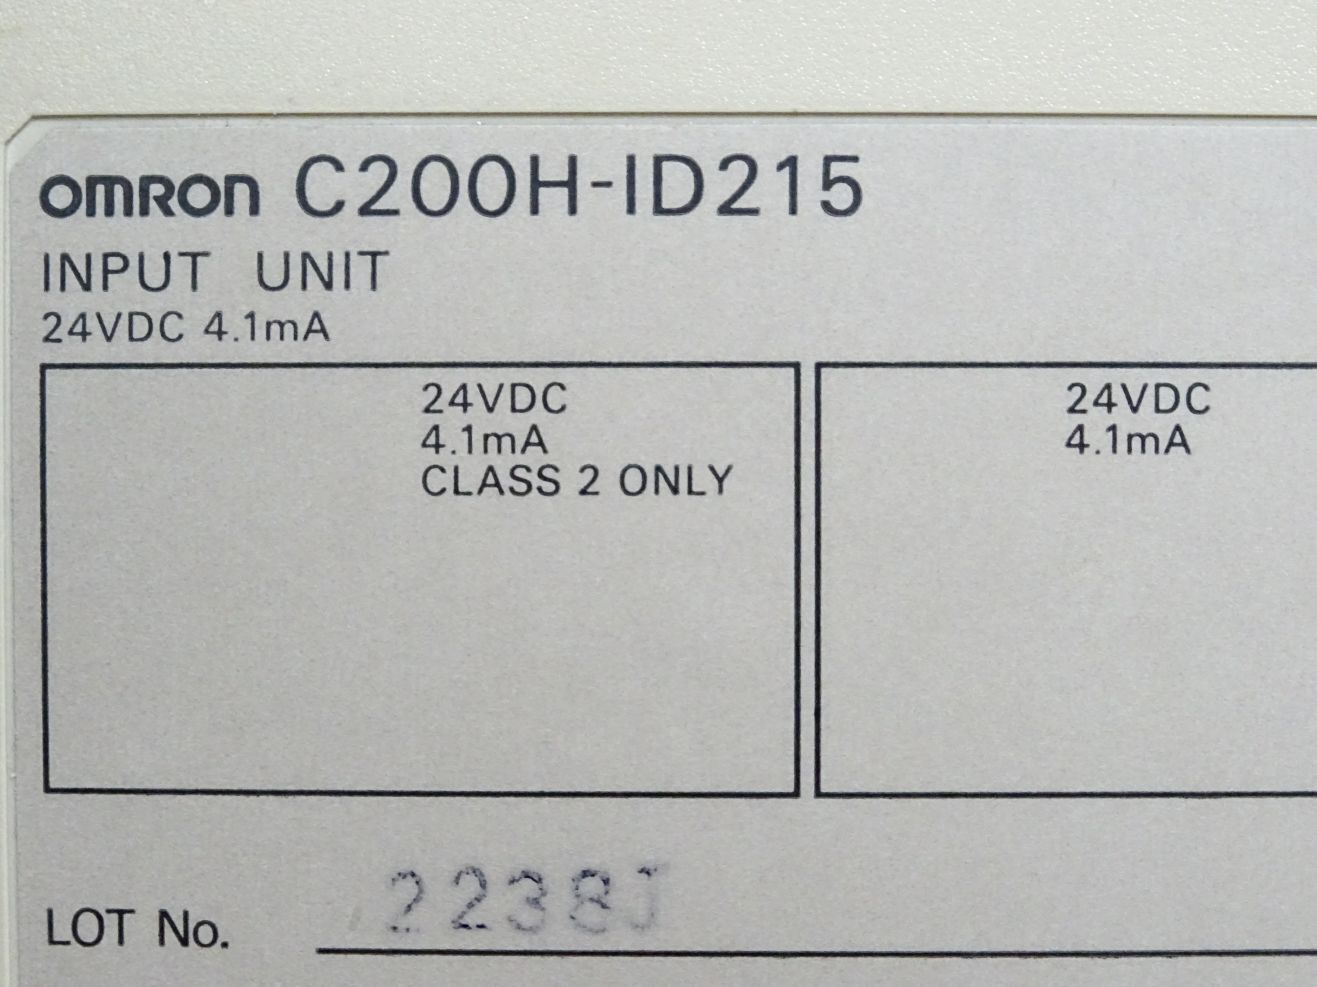 omron C200H-ID215
INPUT UNIT
24VDC 4.1mA
24VDC
4.1mA
CLASS 2 ONLY
24VDC
4.1mA
LOT No. 2238J